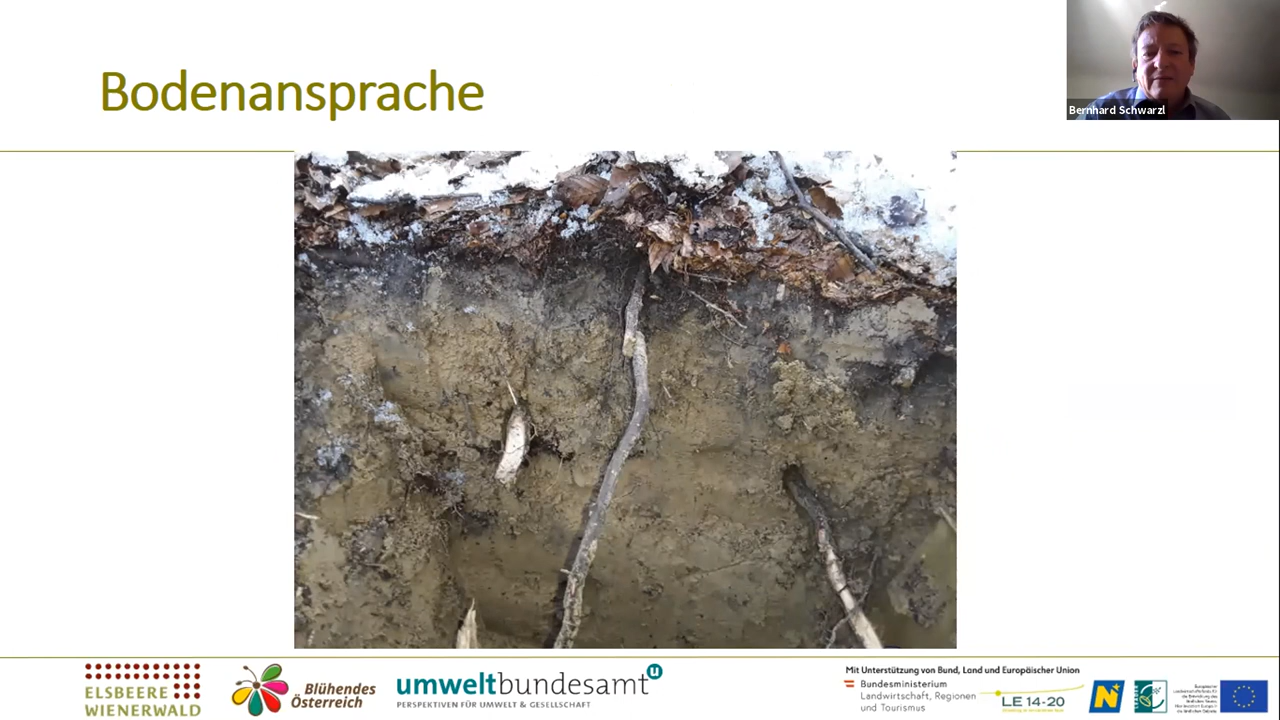 Bodenansprache
Bernhard Schwarzl
ELSBEERE
WIENERWALD
Blühendes
Österreich
umweltbundesamt
u
PERSPEKTIVEN FÜR UMWELT & GESELLSCHAFT
Mit Unterstützung von Bund, Land und Europäischer Union
Bundesministerium
Landwirtschaft, Regionen
und Tourismus
LE 14-20
N